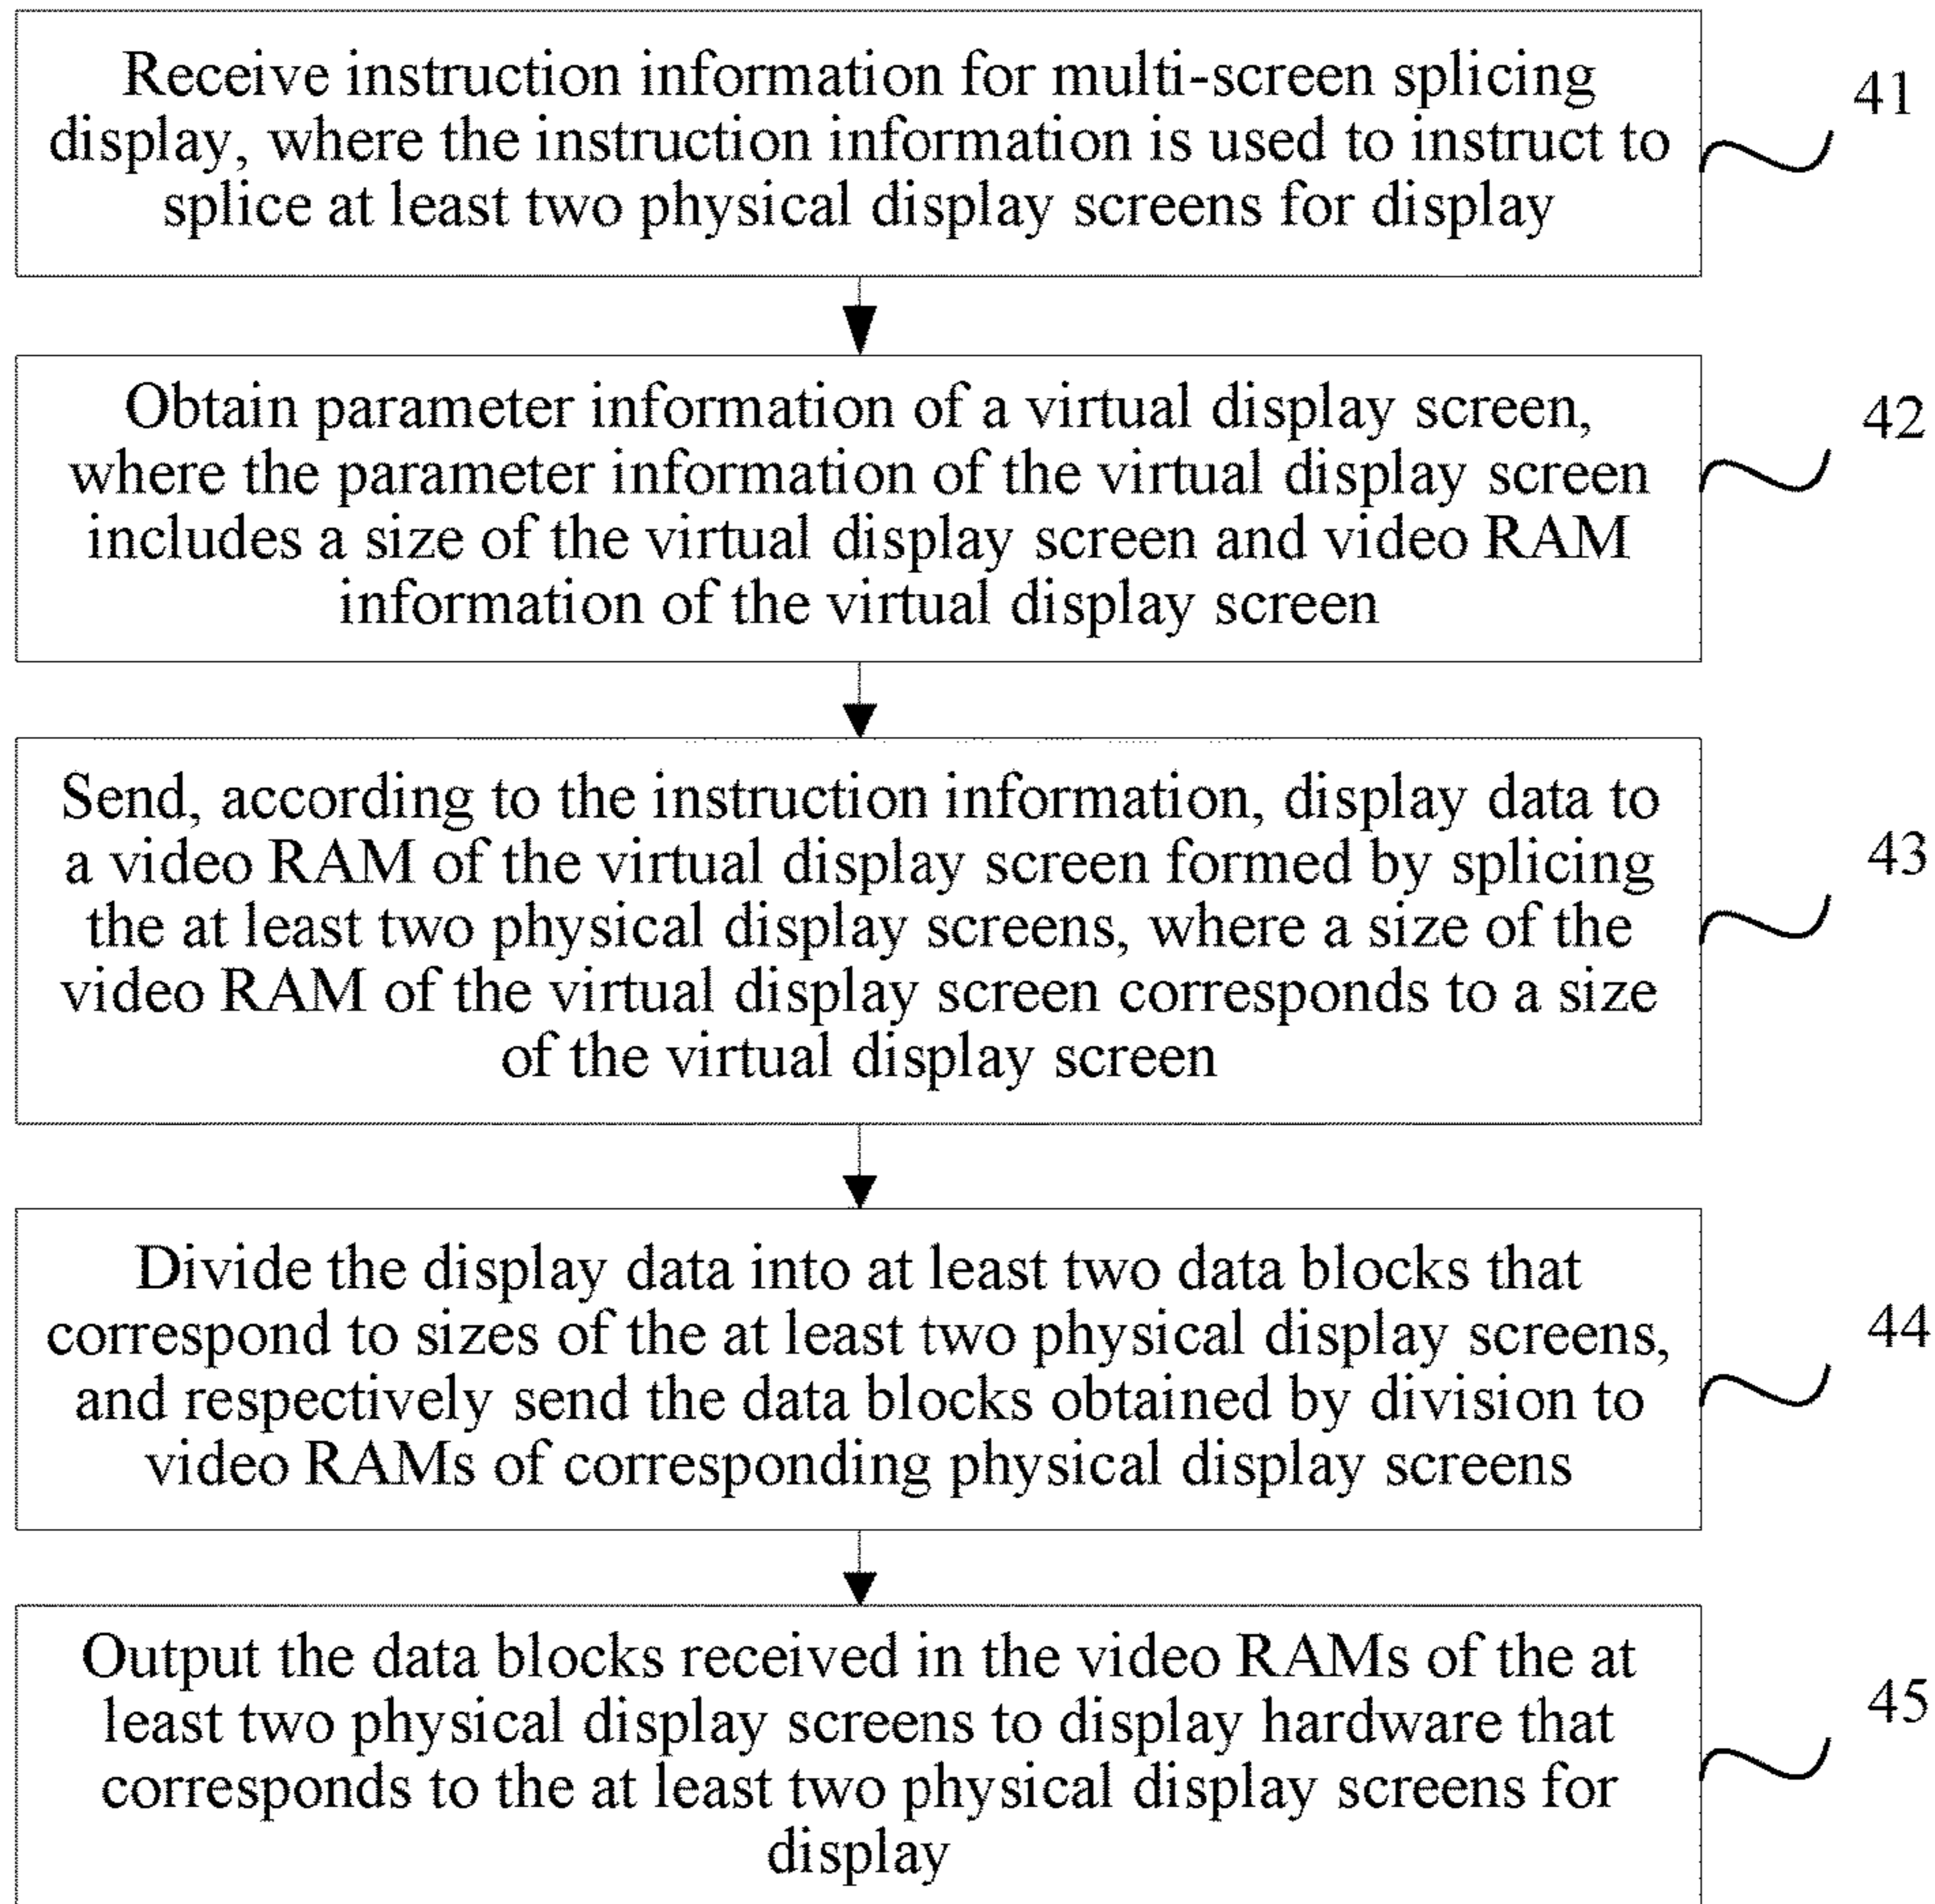 Receive instruction information for multi-screen splicing
display, where the instruction information is used to instruct to
splice at least two physical display screens for display
41
Obtain parameter information of a virtual display screen,
where the parameter information of the virtual display screen
includes a size of the virtual display screen and video RAM
information of the virtual display screen
42
Send, according to the instruction information, display data to
a video RAM of the virtual display screen formed by splicing
the at least two physical display screens, where a size of the
video RAM of the virtual display screen corresponds to a size
of the virtual display screen
43
Divide the display data into at least two data blocks that
correspond to sizes of the at least two physical display screens,
and respectively send the data blocks obtained by division to
video RAMs of corresponding physical display screens
44
Output the data blocks received in the video RAMs of the at
least two physical display screens to display hardware that
corresponds to the at least two physical display screens for
display
45